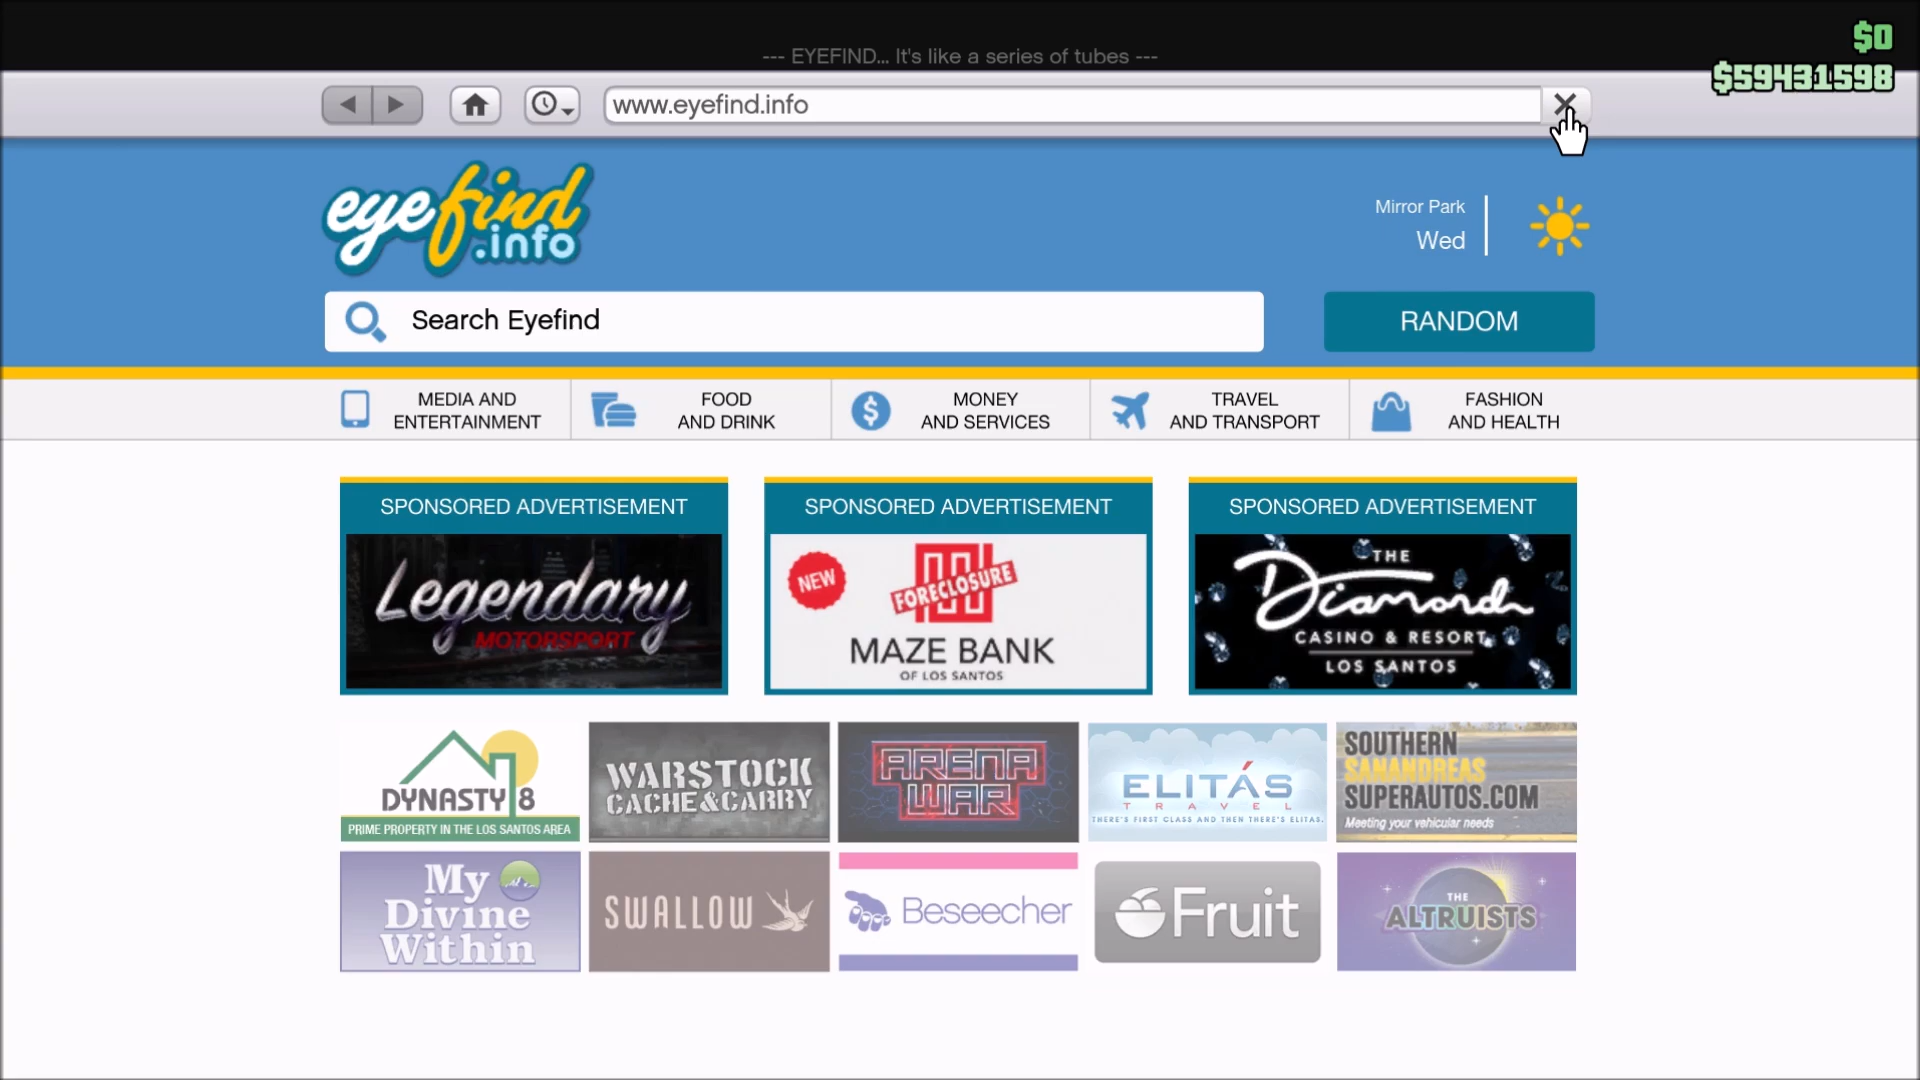 $0
--- EYEFIND... It's like a series of tubes ---
$59431598
www.eyefind.info
eyefind
.info
Mirror Park
Wed
Search Eyefind
RANDOM
MEDIA AND
ENTERTAINMENT
FOOD
AND DRINK
MONEY
AND SERVICES
TRAVEL
AND TRANSPORT
FASHION
AND HEALTH
SPONSORED ADVERTISEMENT
Legendary
MOTORSPORT
SPONSORED ADVERTISEMENT
NEW
FORECLOSURE
MAZE BANK
OF LOS SANTOS
SPONSORED ADVERTISEMENT
THE
Diamond
CASINO & RESORT
LOS SANTOS
DYNASTY 8
PRIME PROPERTY IN THE LOS SANTOS AREA
WARSTOCK
CACHE&CARRY
ARENA
WAR
ELITÁS
TRAVEL
THERE'S FIRST CLASS AND THEN THERE'S ELITAS.
SOUTHERN
SANANDREAS
SUPERAUTOS.COM
Meeting your vehicular needs
My
Divine
Within
SWALLOW
Beseecher
Fruit
THE
ALTRUISTS